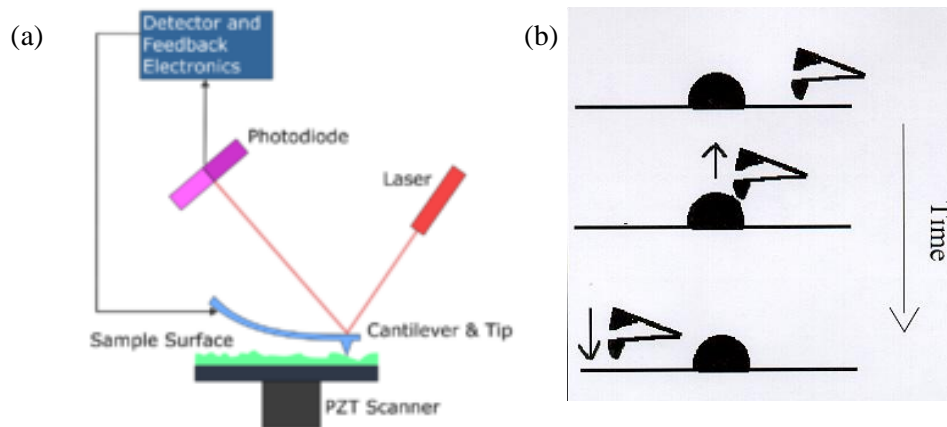 (a)
Detector and
Feedback
Electronics
Photodiode
Laser
Cantilever & Tip
Sample Surface
PZT Scanner
(b)
Time